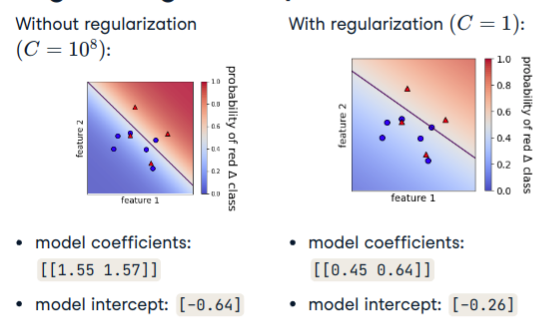 Without regularization
(C = 10⁸):
1.0
0.8
0.6
0.4
0.2
0.0
probability of red Δ class
feature 2
feature 1
• model coefficients:
[[1.55 1.57]]
• model intercept: [-0.64]
With regularization (C = 1):
1.0
0.8
0.6
0.4
0.2
0.0
probability of red Δ class
feature 2
feature 1
• model coefficients:
[[0.45 0.64]]
• model intercept: [-0.26]